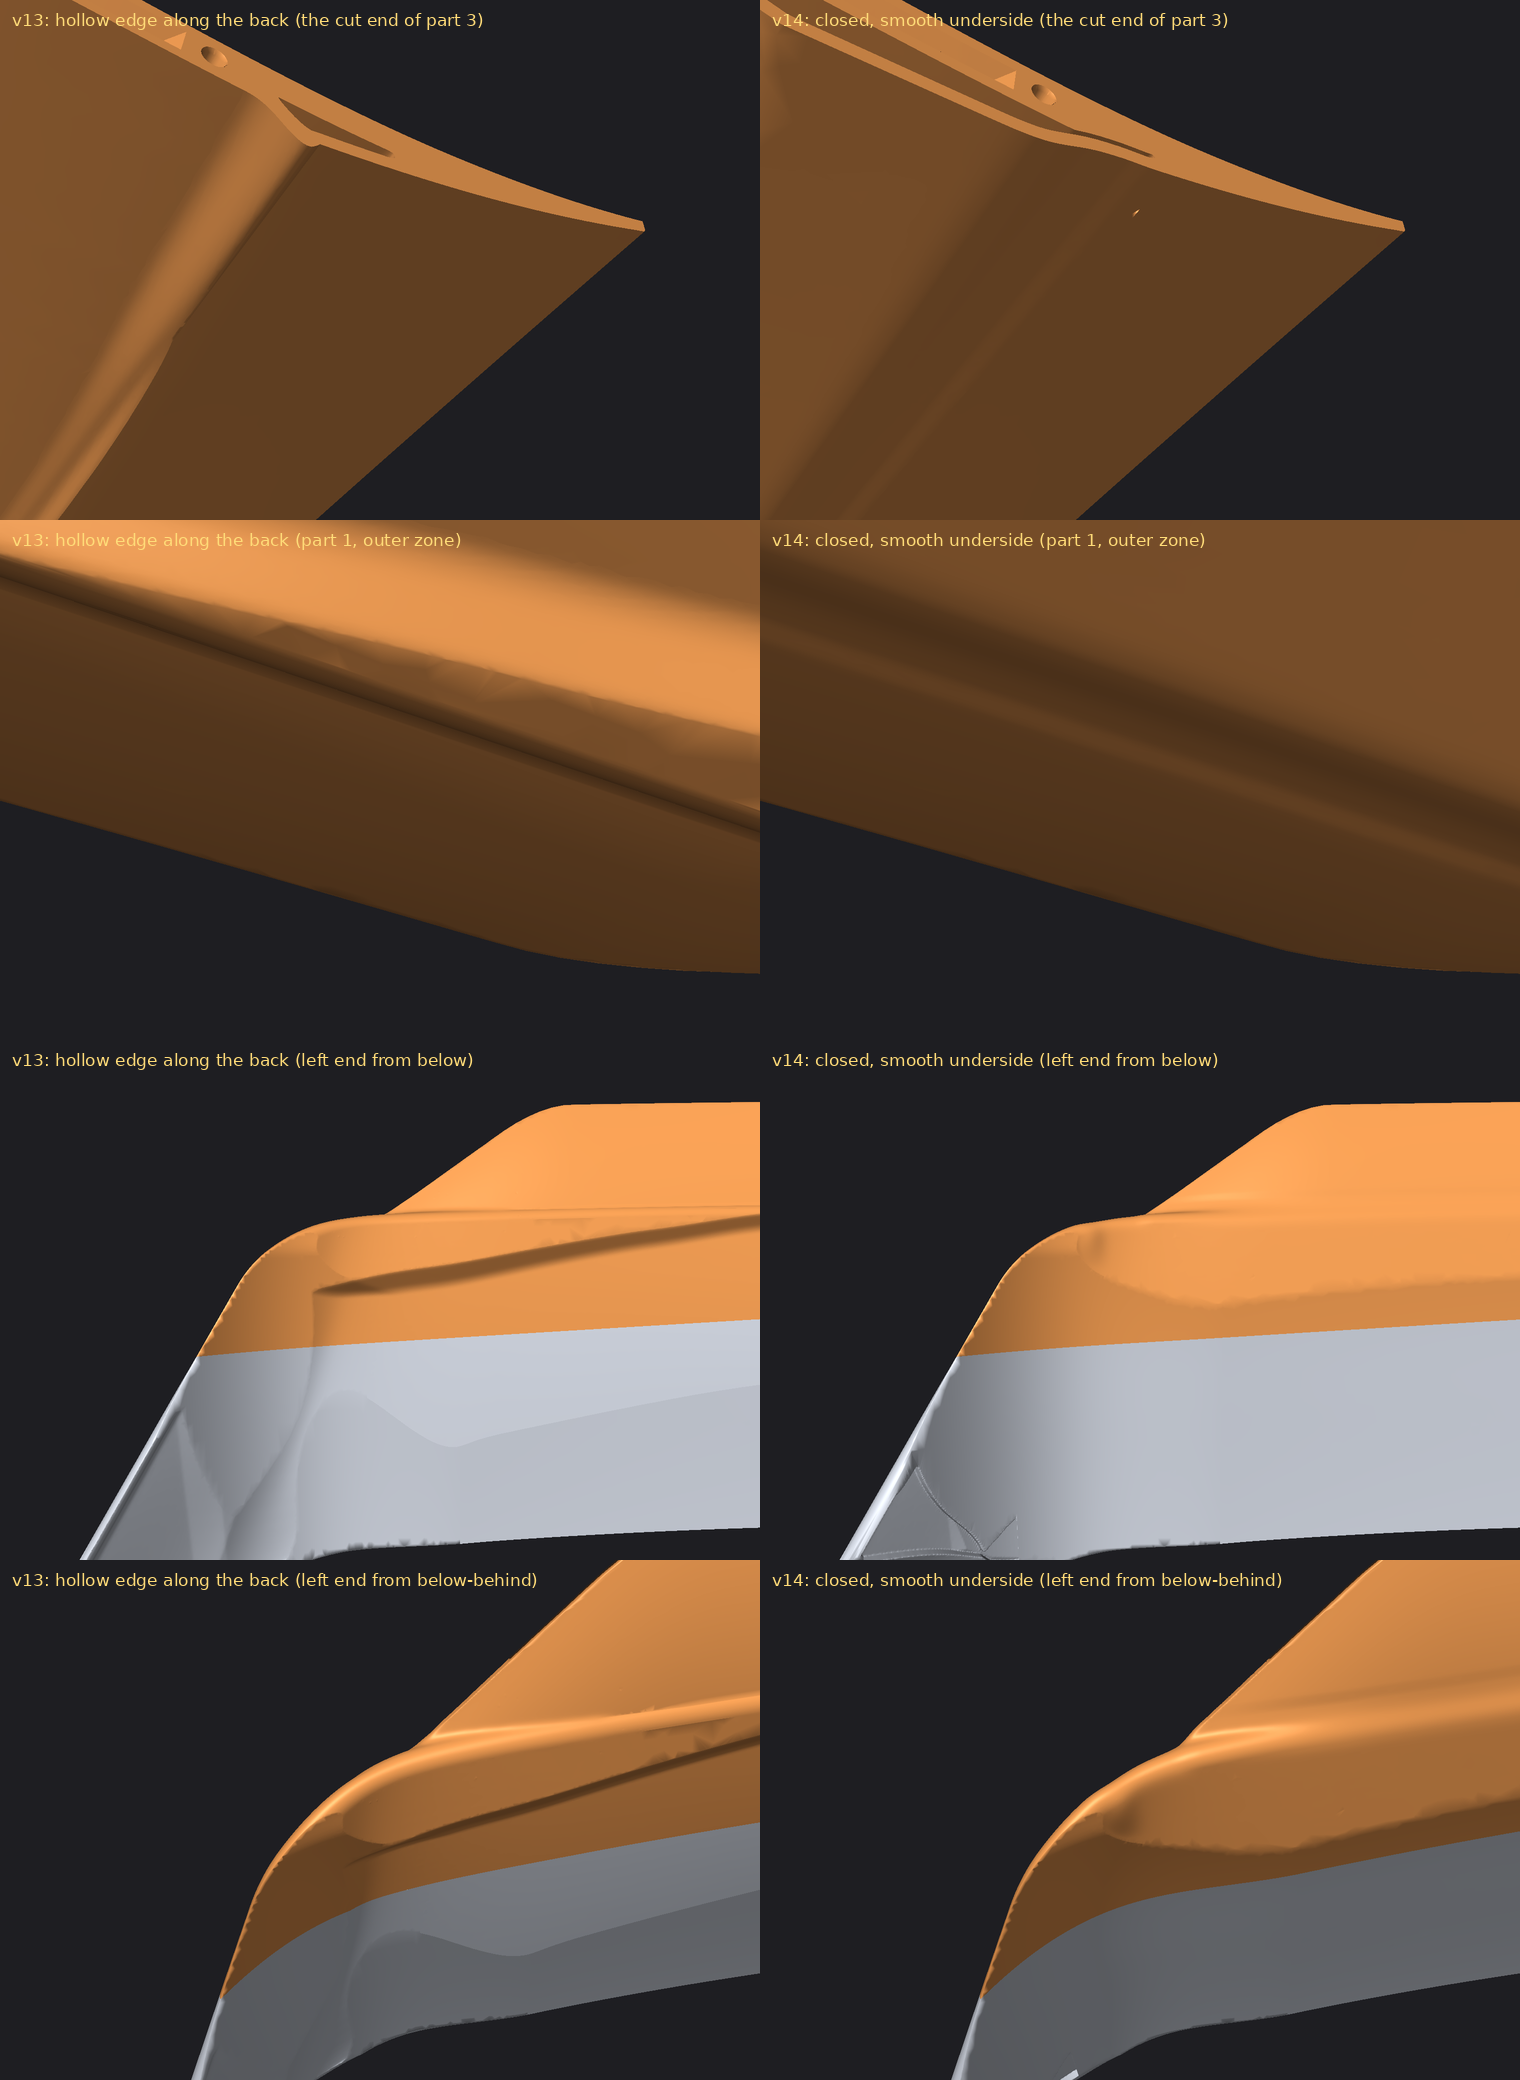 v13: hollow edge along the back (the cut end of part 3)
v14: closed, smooth underside (the cut end of part 3)
v13: hollow edge along the back (part 1, outer zone)
v14: closed, smooth underside (part 1, outer zone)
v13: hollow edge along the back (left end from below)
v14: closed, smooth underside (left end from below)
v13: hollow edge along the back (left end from below-behind)
v14: closed, smooth underside (left end from below-behind)